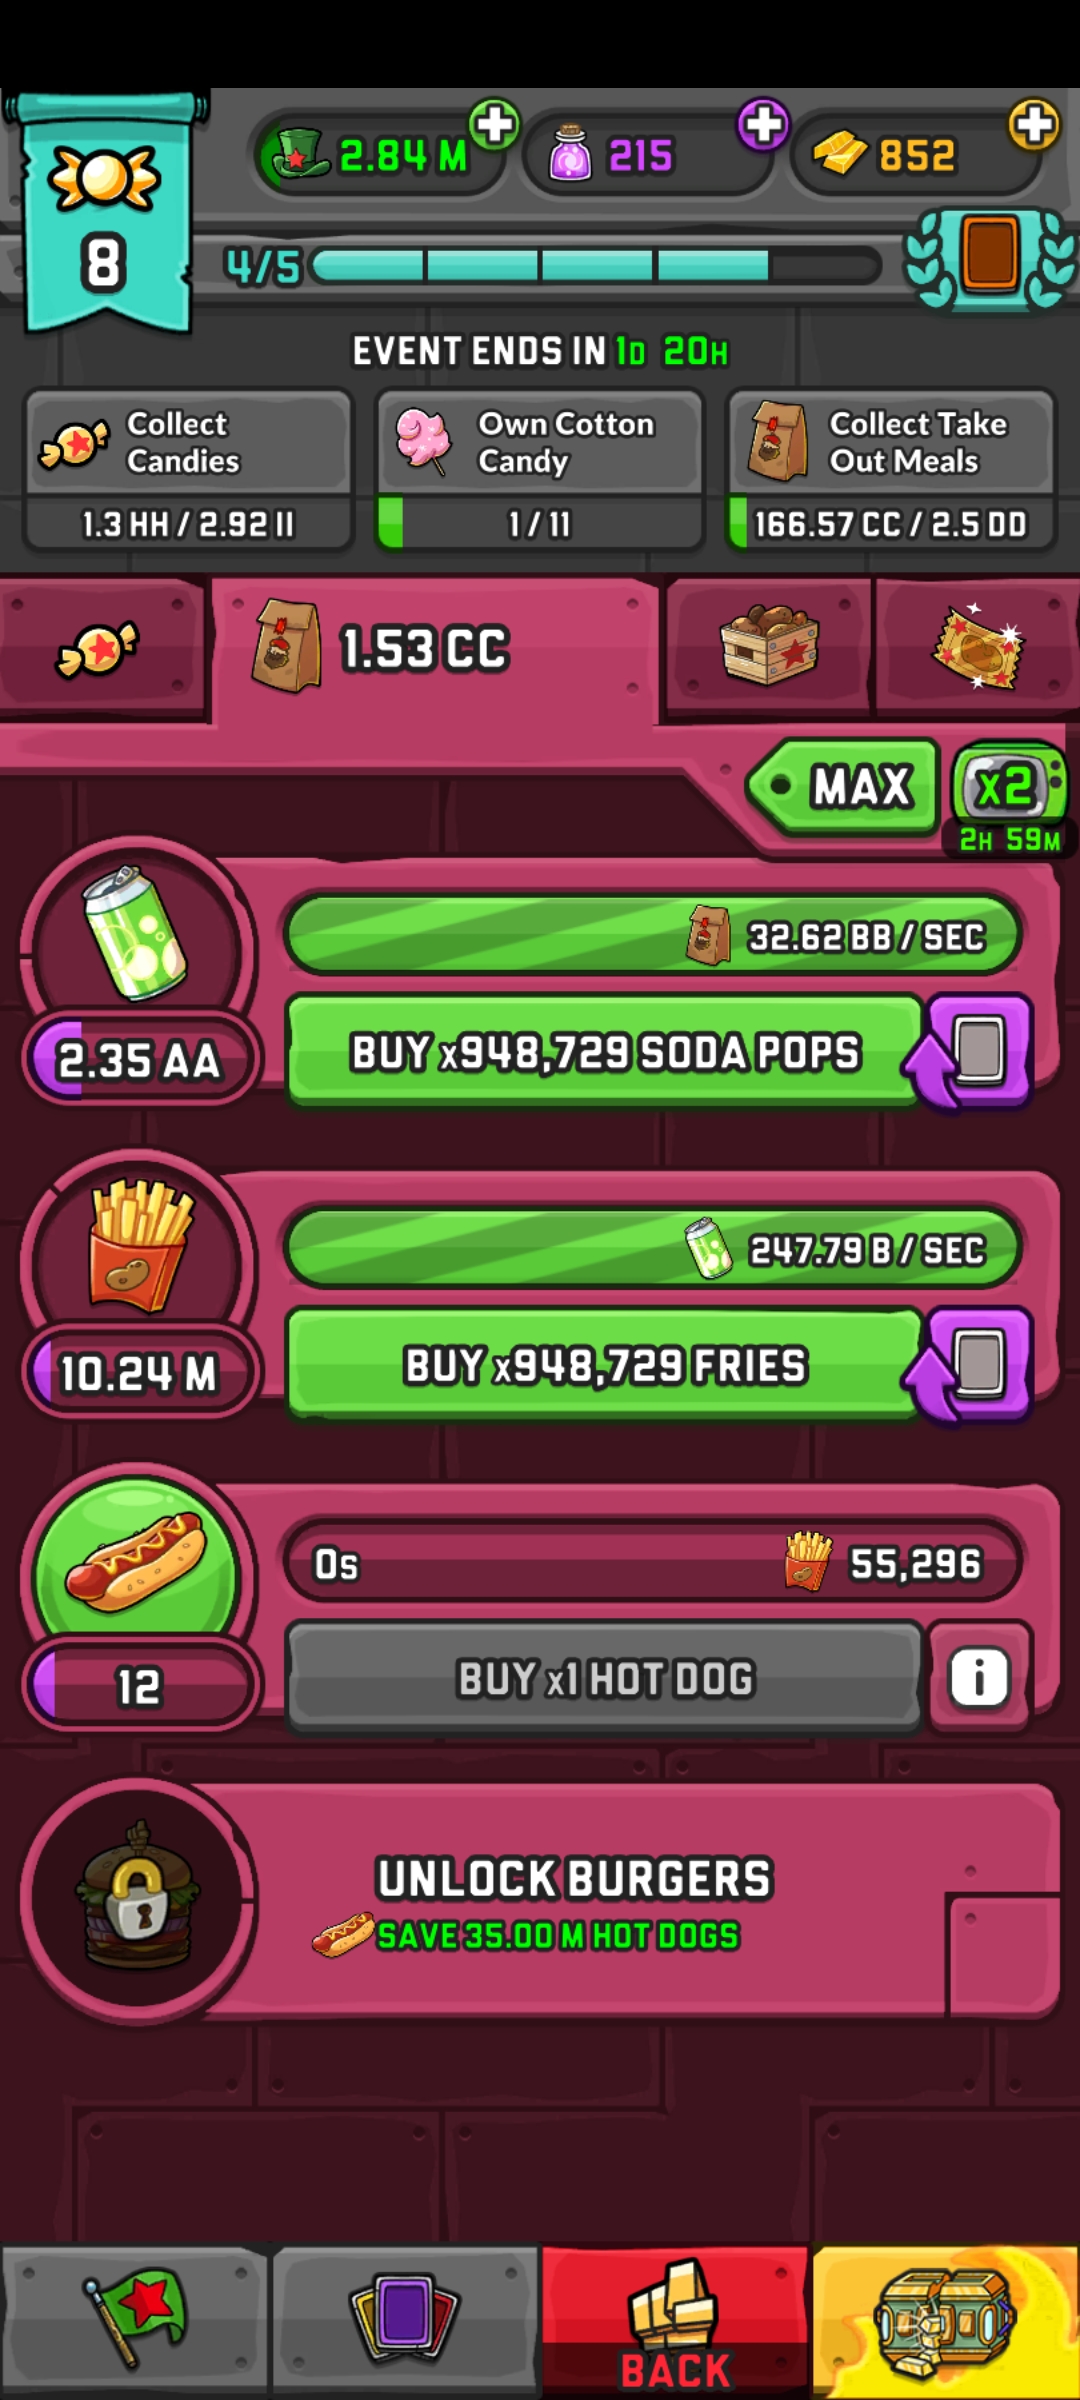 2.84 M
215
852
8
4/5
EVENT ENDS IN 1D 20H
Collect
Candies
1.3 HH / 2.92 II
Own Cotton
Candy
1 / 11
Collect Take
Out Meals
166.57 CC / 2.5 DD
1.53 CC
MAX
x2
2H 59M
32.62 BB / SEC
2.35 AA
BUY x948,729 SODA POPS
247.79 B / SEC
10.24 M
BUY x948,729 FRIES
0s
55,296
12
BUY x1 HOT DOG
i
UNLOCK BURGERS
SAVE 35.00 M HOT DOGS
BACK